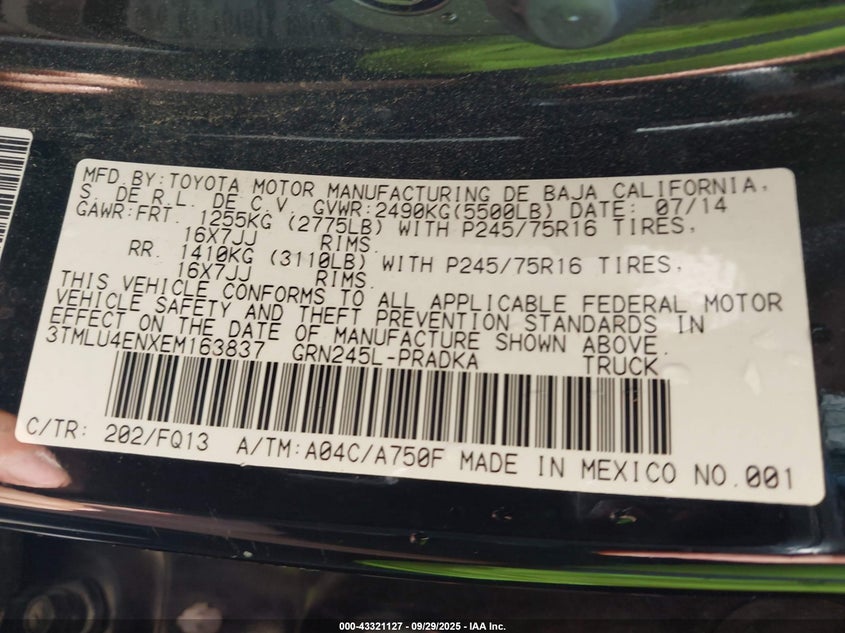 MFD. BY: TOYOTA MOTOR MANUFACTURING DE BAJA CALIFORNIA,
S. DE R.L. DE C.V. GVWR:2490KG(5500LB) DATE: 07/14
GAWR:FRT. 1255KG (2775LB) WITH P245/75R16 TIRES,
16X7JJ RIMS.
RR. 1410KG (3110LB) WITH P245/75R16 TIRES,
16X7JJ RIMS.
THIS VEHICLE CONFORMS TO ALL APPLICABLE FEDERAL MOTOR
VEHICLE SAFETY AND THEFT PREVENTION STANDARDS IN
EFFECT ON THE DATE OF MANUFACTURE SHOWN ABOVE.
3TMLU4ENXEM163837 GRN245L-PRADKA TRUCK
C/TR: 202/FQ13 A/TM:A04C/A750F MADE IN MEXICO NO.001
000-43321127 - 09/29/2025 - IAA Inc.